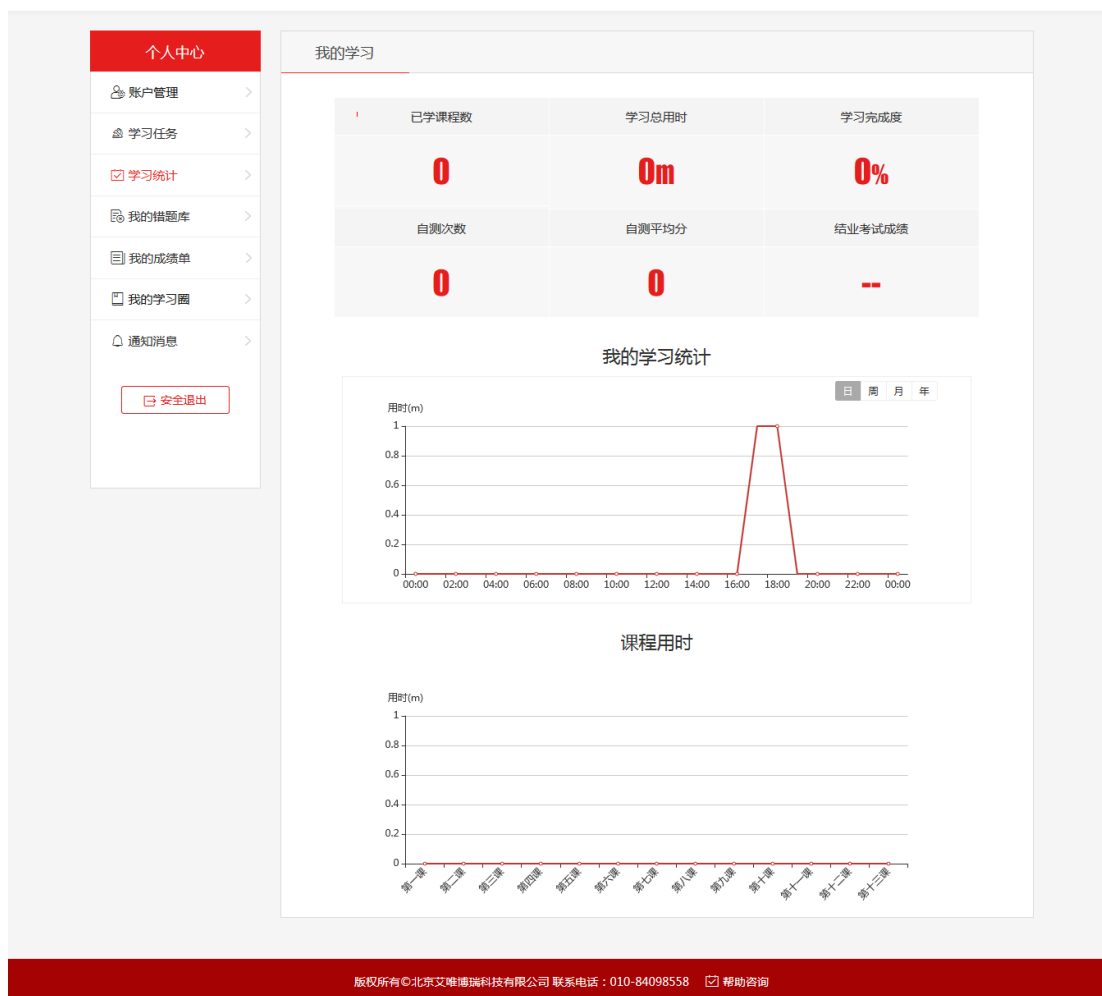 个人中心
账户管理
学习任务
学习统计
我的错题库
我的成绩单
我的学习圈
通知消息
安全退出
我的学习
已学课程数 学习总用时 学习完成度
0 0m 0%
自测次数 自测平均分 结业考试成绩
0 0 --
我的学习统计
日 周 月 年
用时(m)
1
0.8
0.6
0.4
0.2
0
00:00 02:00 04:00 06:00 08:00 10:00 12:00 14:00 16:00 18:00 20:00 22:00 00:00
课程用时
用时(m)
1
0.8
0.6
0.4
0.2
0
第一课 第二课 第三课 第四课 第五课 第六课 第七课 第八课 第九课 第十课 第十一课 第十二课 第十三课
版权所有©北京艾唯博瑞科技有限公司 联系电话：010-84098558 帮助咨询